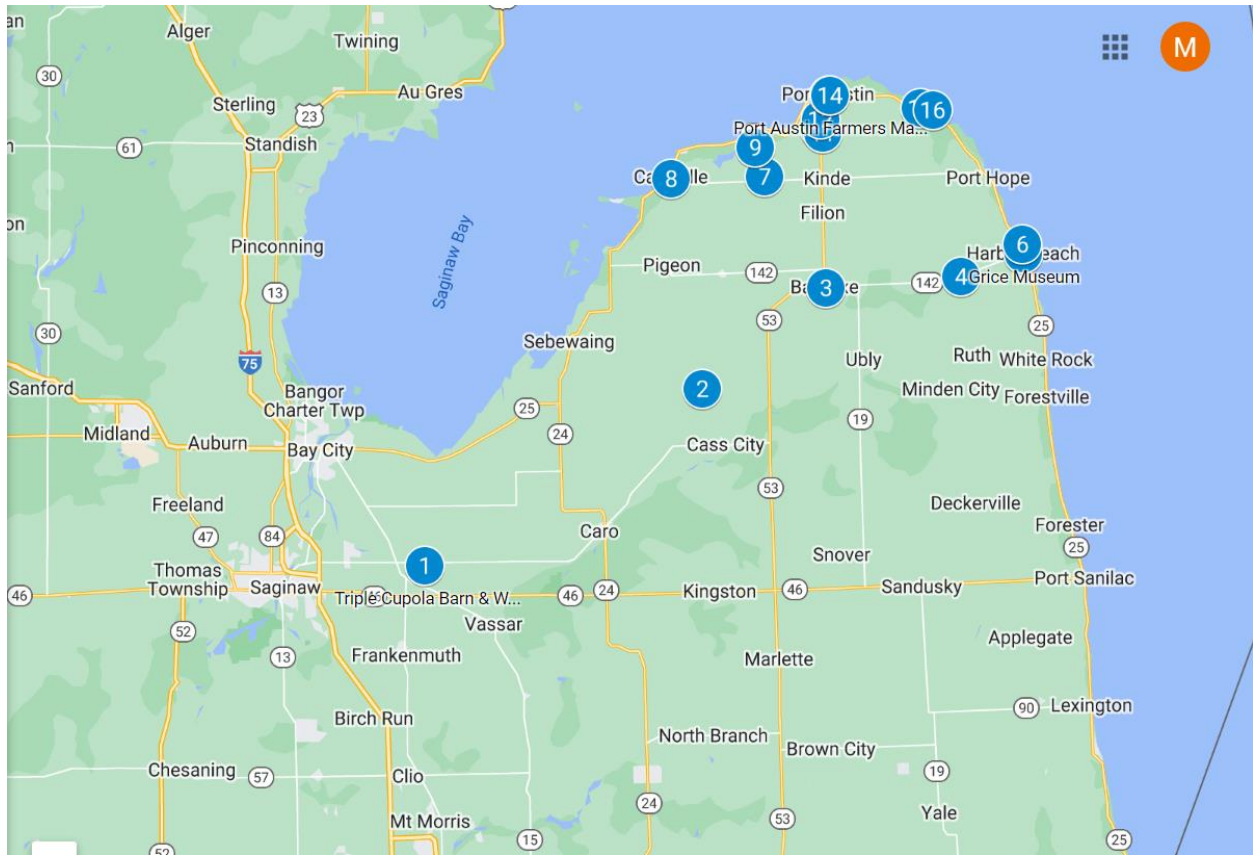 Alger
Twining
M
30
Sterling
Au Gres
23
Port Austin
14
16
Standish
61
Port Austin Farmers Ma...
9
8
7
Kinde
Port Hope
Filion
Saginaw Bay
Pinconning
6
Harbor Beach
Pigeon
142
4
Grice Museum
142
3
13
53
25
30
Sebewaing
75
Ubly
Ruth
White Rock
Sanford
2
Minden City
Forestville
Bangor
Charter Twp
25
24
19
Midland
Auburn
Bay City
Cass City
53
Freeland
Deckerville
47
84
Caro
Forester
25
Snover
1
Thomas
Township
Saginaw
46
46
24
Kingston
46
Sandusky
Port Sanilac
Triple Cupola Barn & W...
52
Vassar
Applegate
13
Frankenmuth
Marlette
90
Lexington
Birch Run
North Branch
Brown City
Chesaning
57
Clio
19
24
Mt Morris
53
Yale
15
25
52